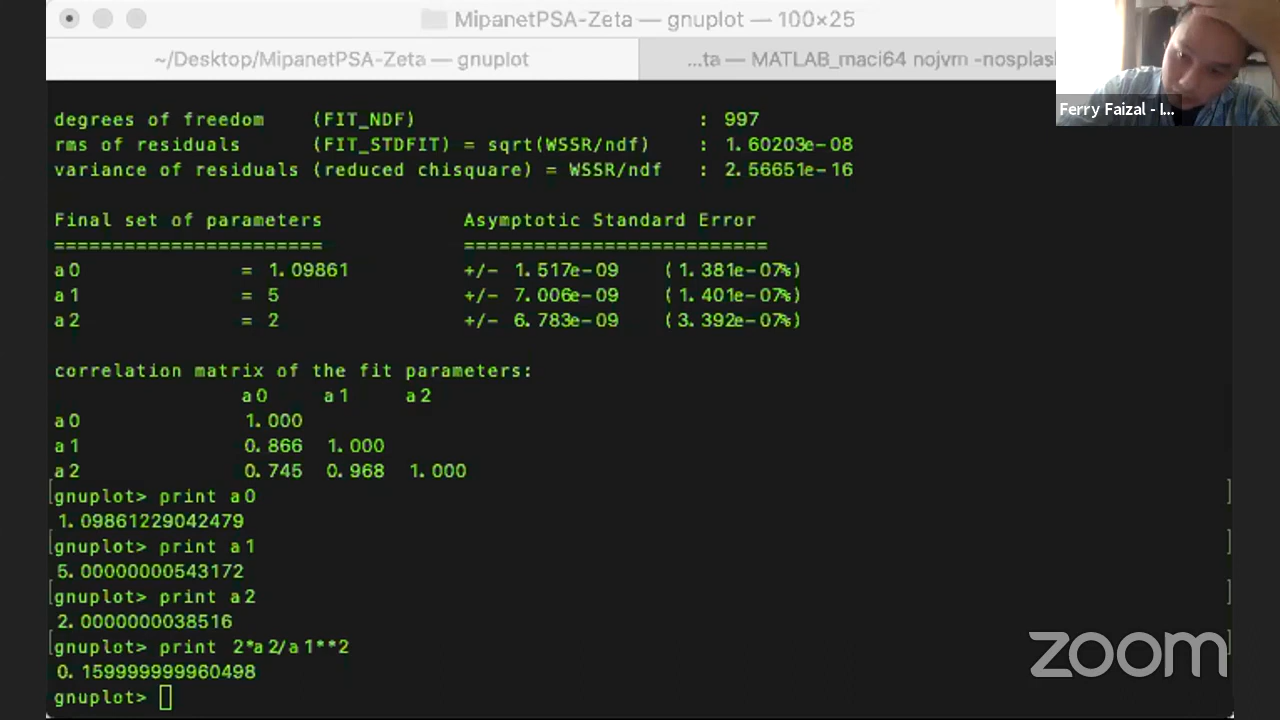 MipanetPSA-Zeta — gnuplot — 100×25
~/Desktop/MipanetPSA-Zeta — gnuplot
...ta — MATLAB_maci64 nojvm -nosplash
Ferry Faizal - I...
degrees of freedom (FIT_NDF) : 997
rms of residuals (FIT_STDFIT) = sqrt(WSSR/ndf) : 1.60203e-08
variance of residuals (reduced chisquare) = WSSR/ndf : 2.56651e-16
Final set of parameters Asymptotic Standard Error
======================= ==========================
a0 = 1.09861 +/- 1.517e-09 (1.381e-07%)
a1 = 5 +/- 7.006e-09 (1.401e-07%)
a2 = 2 +/- 6.783e-09 (3.392e-07%)
correlation matrix of the fit parameters:
a0 a1 a2
a0 1.000
a1 0.866 1.000
a2 0.745 0.968 1.000
[gnuplot> print a0 ]
1.09861229042479
[gnuplot> print a1 ]
5.00000000543172
[gnuplot> print a2 ]
2.0000000038516
[gnuplot> print 2*a2/a1**2 ]
0.159999999960498
gnuplot>
zoom